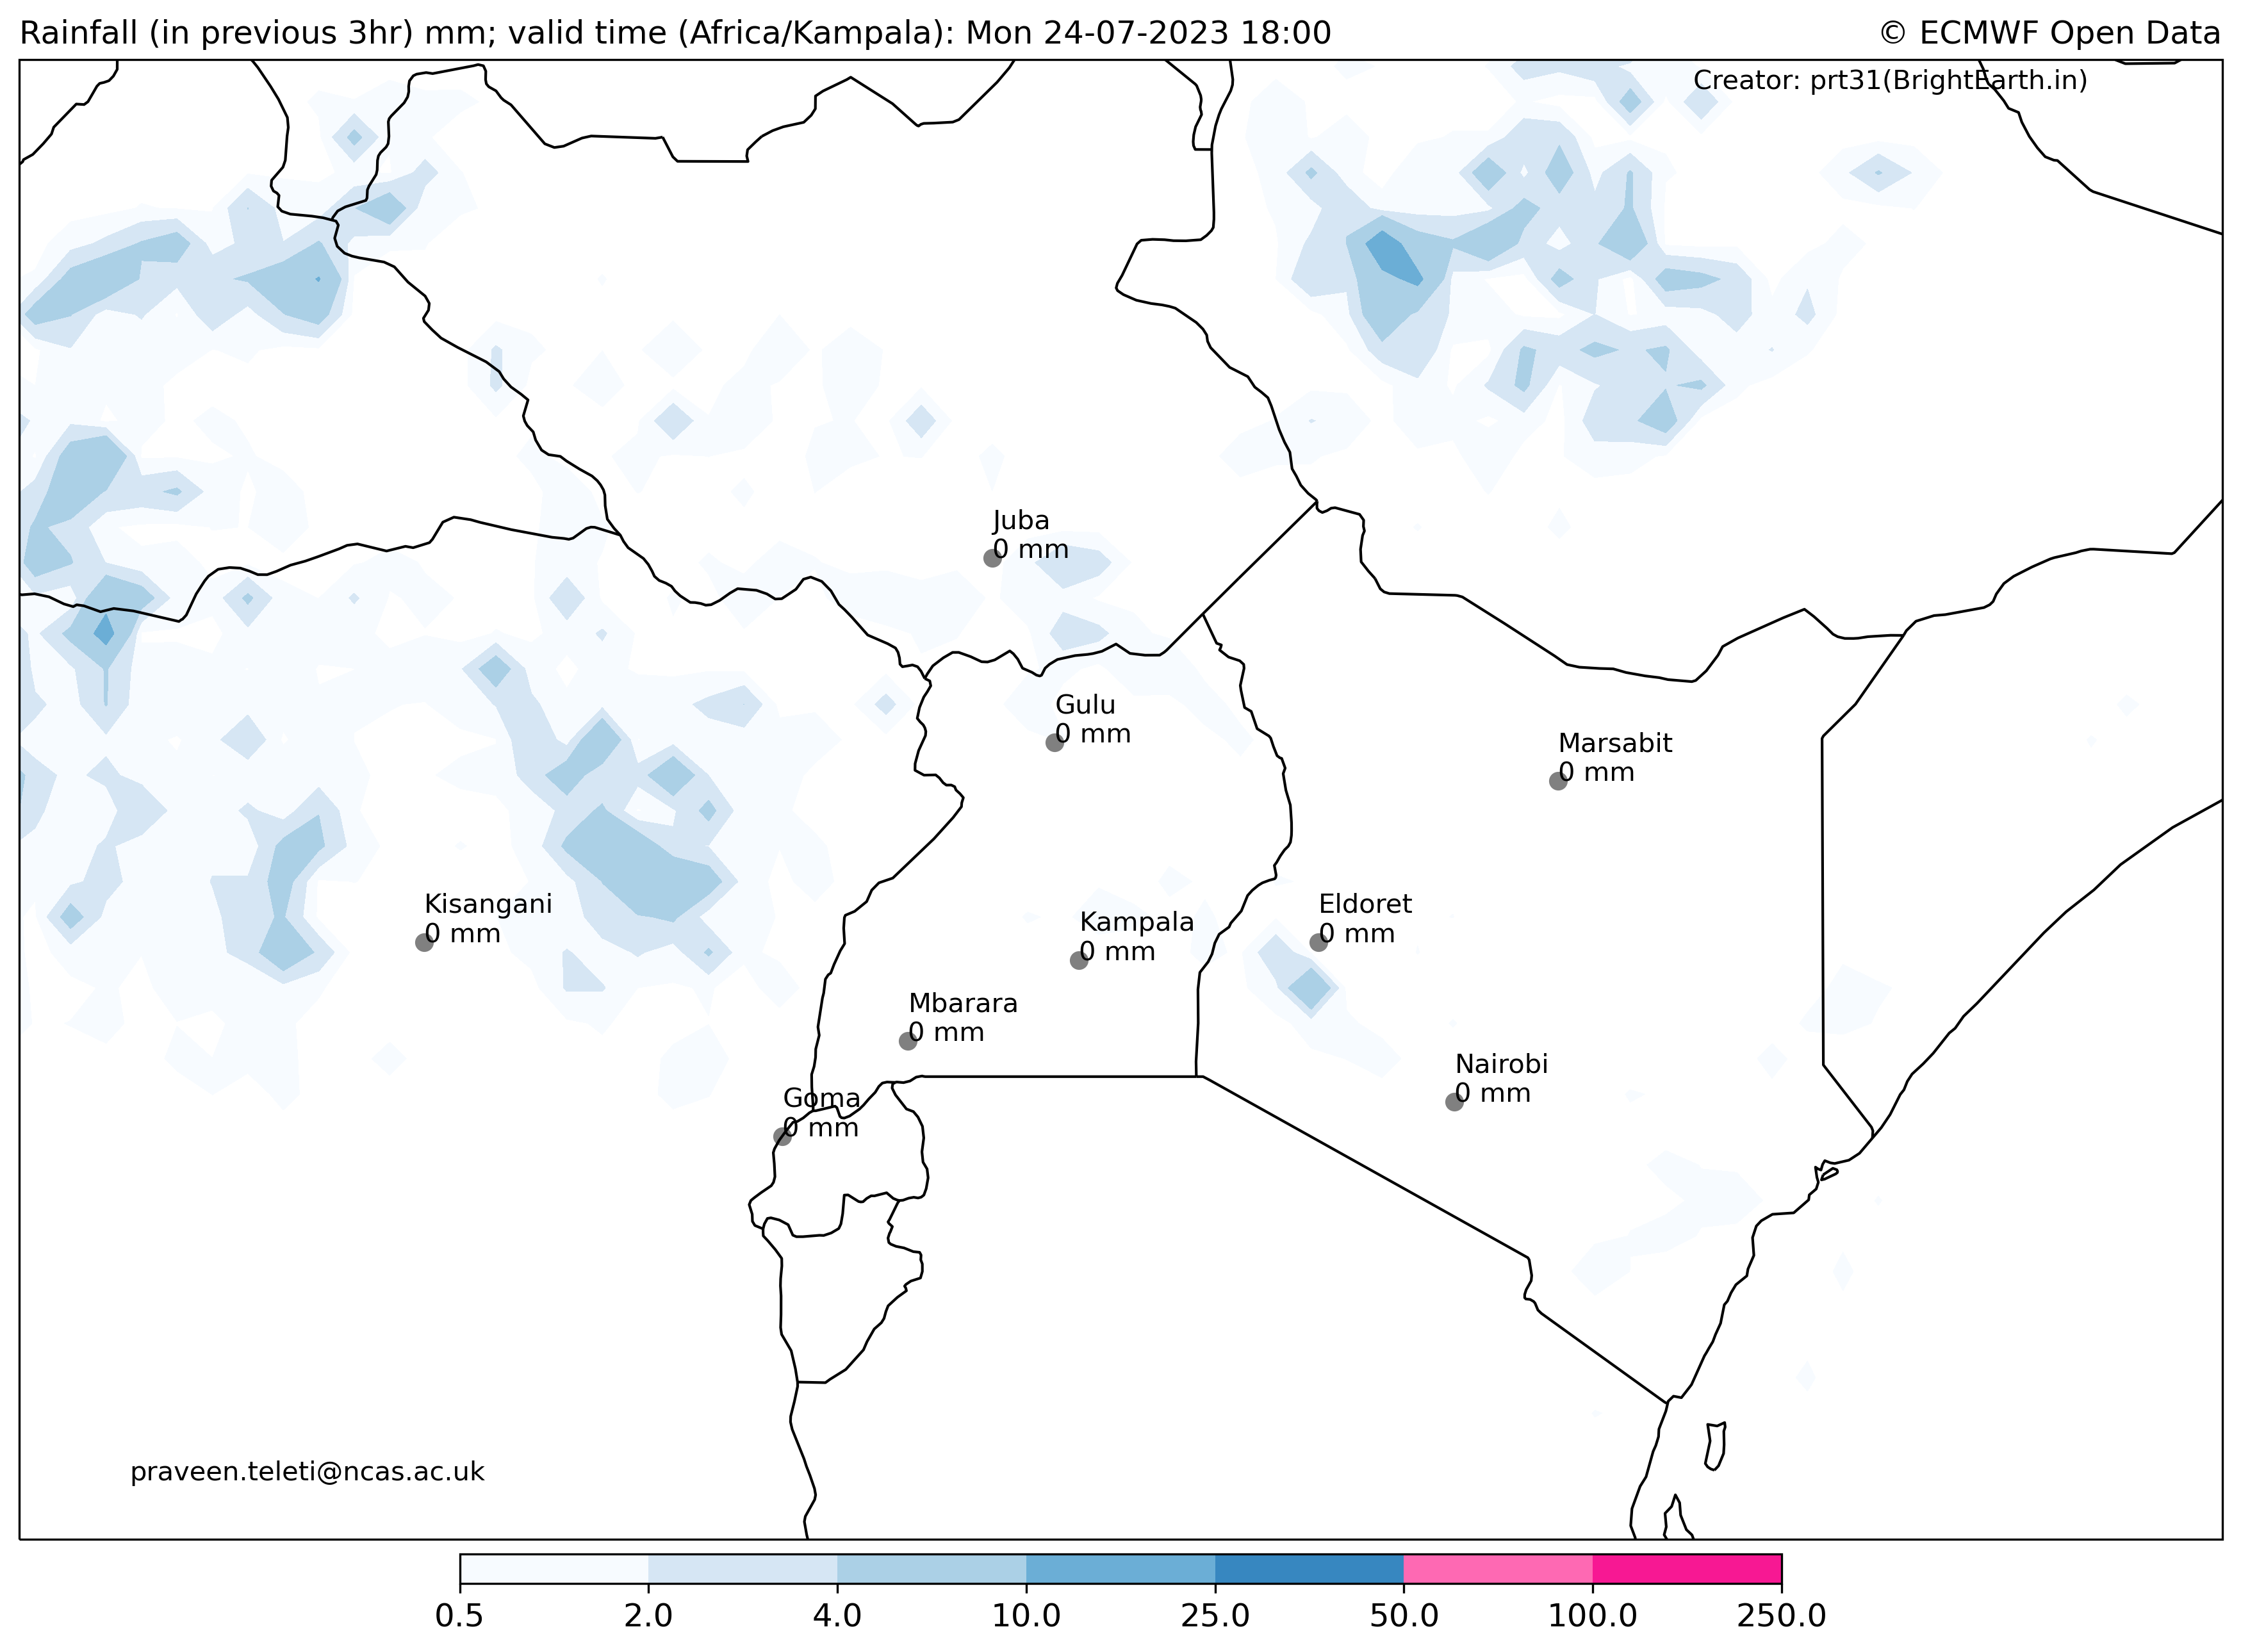 Rainfall (in previous 3hr) mm; valid time (Africa/Kampala): Mon 24-07-2023 18:00
© ECMWF Open Data
Creator: prt31(BrightEarth.in)
Juba
0 mm
Gulu
0 mm
Marsabit
0 mm
Kisangani
0 mm
Eldoret
0 mm
Kampala
0 mm
Mbarara
0 mm
Nairobi
0 mm
Goma
0 mm
praveen.teleti@ncas.ac.uk
0.5 2.0 4.0 10.0 25.0 50.0 100.0 250.0